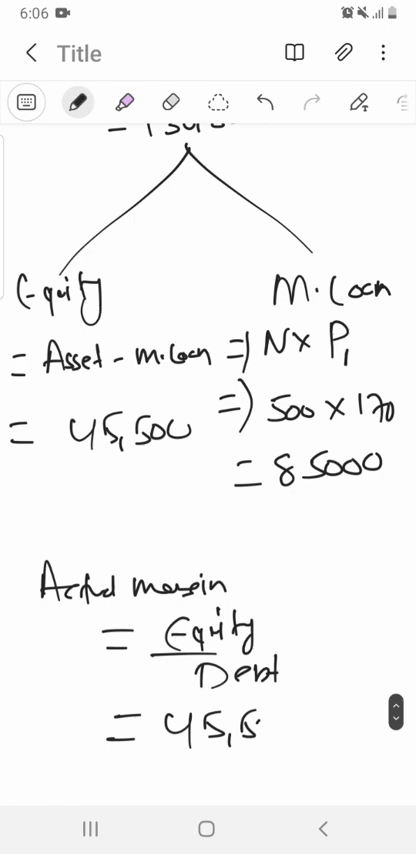 6:06
Title
Equity
M.Loan
= Asset - M.Loan
=) N x P1
= 45,500
=) 500 x 170
= 85000
Actual margin
= Equity
Debt
= 45,5